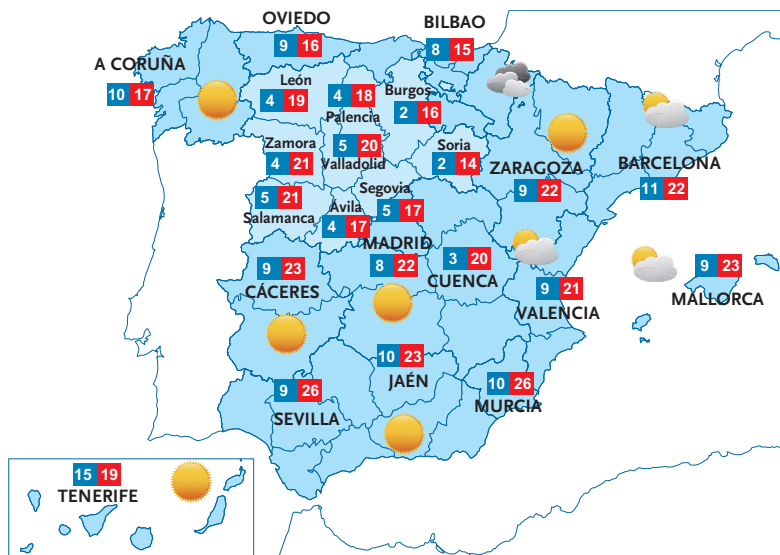 OVIEDO
9 16
BILBAO
8 15
A CORUÑA
10 17
León
4 19
4 18
Palencia
Burgos
2 16
Zamora
4 21
5 20
Valladolid
Soria
2 14
ZARAGOZA
9 22
BARCELONA
11 22
5 21
Salamanca
Ávila
4 17
Segovia
5 17
MADRID
8 22
3 20
CUENCA
9 23
CÁCERES
9 21
VALENCIA
9 23
MALLORCA
10 23
JAÉN
9 26
SEVILLA
10 26
MURCIA
15 19
TENERIFE